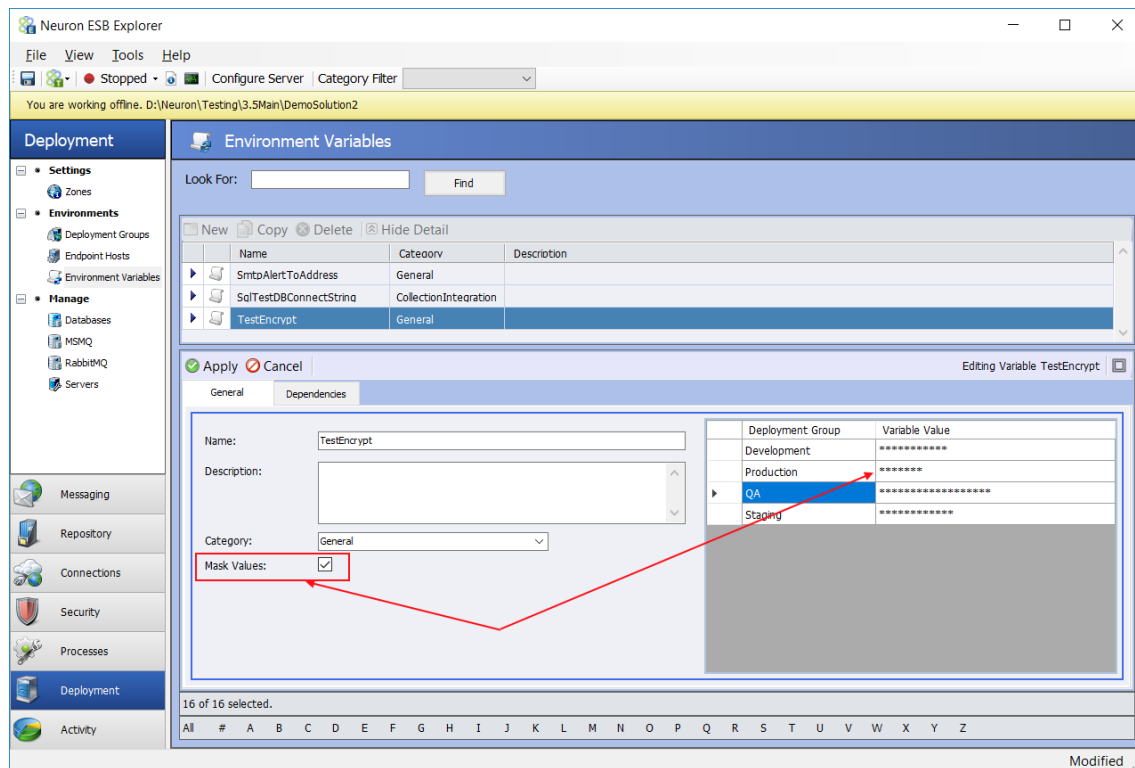 Neuron ESB Explorer
File View Tools Help
Stopped Configure Server Category Filter
You are working offline. D:\Neuron\Testing\3.5Main\DemoSolution2
Deployment
Settings
Zones
Environments
Deployment Groups
Endpoint Hosts
Environment Variables
Manage
Databases
MSMQ
RabbitMQ
Servers
Messaging
Repository
Connections
Security
Processes
Deployment
Activity
Environment Variables
Look For: Find
New Copy Delete Hide Detail
Name Category Description
SmtpAlertToAddress General
SqlTestDBConnectString CollectionIntegration
TestEncrypt General
Apply Cancel Editing Variable TestEncrypt
General Dependencies
Name: TestEncrypt
Description:
Category: General
Mask Values:
Deployment Group Variable Value
Development ***********
Production *******
QA ******************
Staging ************
16 of 16 selected.
All # A B C D E F G H I J K L M N O P Q R S T U V W X Y Z
Modified